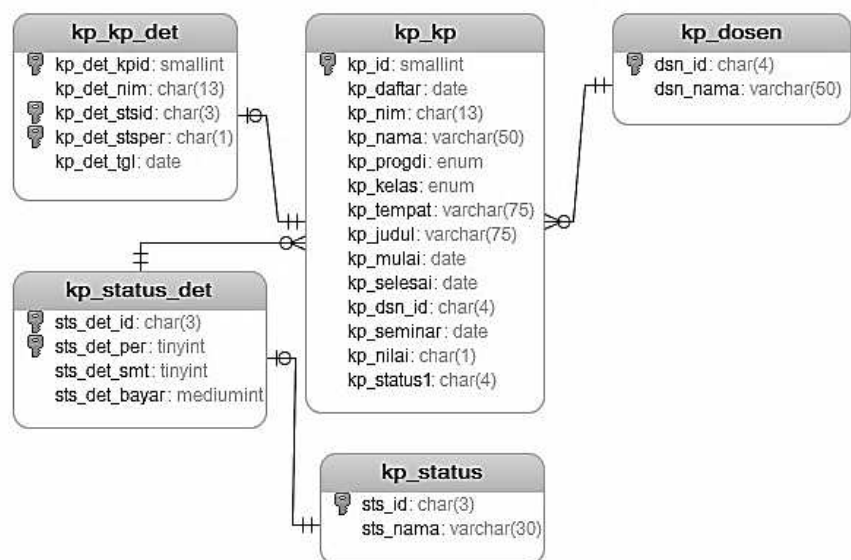 kp_kp_det
kp_det_kpid: smallint
kp_det_nim: char(13)
kp_det_stsid: char(3)
kp_det_stsper: char(1)
kp_det_tgl: date
kp_kp
kp_id: smallint
kp_daftar: date
kp_nim: char(13)
kp_nama: varchar(50)
kp_progdi: enum
kp_kelas: enum
kp_tempat: varchar(75)
kp_judul: varchar(75)
kp_mulai: date
kp_selesai: date
kp_dsn_id: char(4)
kp_seminar: date
kp_nilai: char(1)
kp_status1: char(4)
kp_dosen
dsn_id: char(4)
dsn_nama: varchar(50)
kp_status_det
sts_det_id: char(3)
sts_det_per: tinyint
sts_det_smt: tinyint
sts_det_bayar: mediumint
kp_status
sts_id: char(3)
sts_nama: varchar(30)